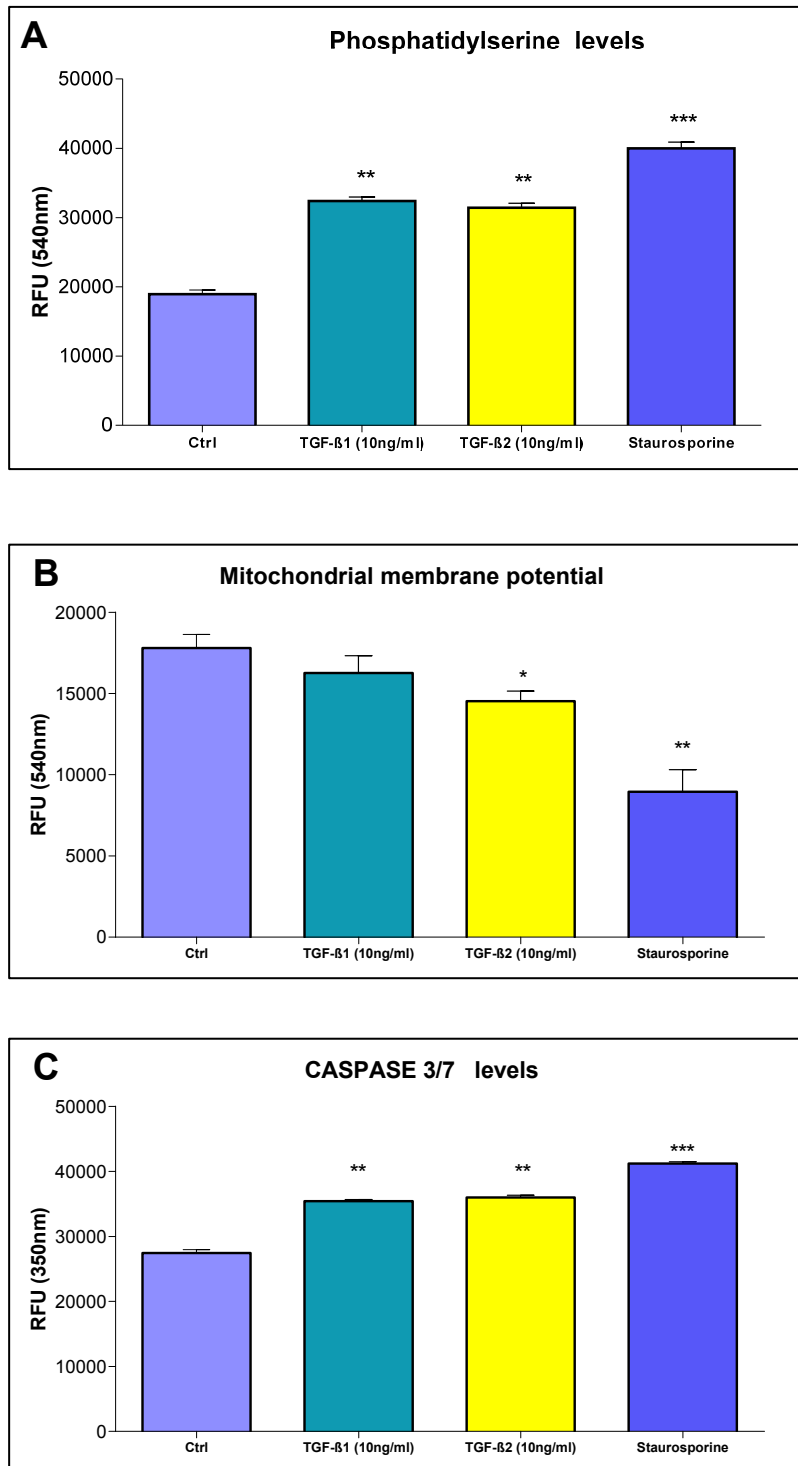 A
Phosphatidylserine levels
50000
40000
30000
20000
10000
0
RFU (540nm)
**
**
***
Ctrl
TGF-ß1 (10ng/ml)
TGF-ß2 (10ng/ml)
Staurosporine
B
Mitochondrial membrane potential
20000
15000
10000
5000
0
RFU (540nm)
*
**
Ctrl
TGF-ß1 (10ng/ml)
TGF-ß2 (10ng/ml)
Staurosporine
C
CASPASE 3/7 levels
50000
40000
30000
20000
10000
0
RFU (350nm)
**
**
***
Ctrl
TGF-ß1 (10ng/ml)
TGF-ß2 (10ng/ml)
Staurosporine